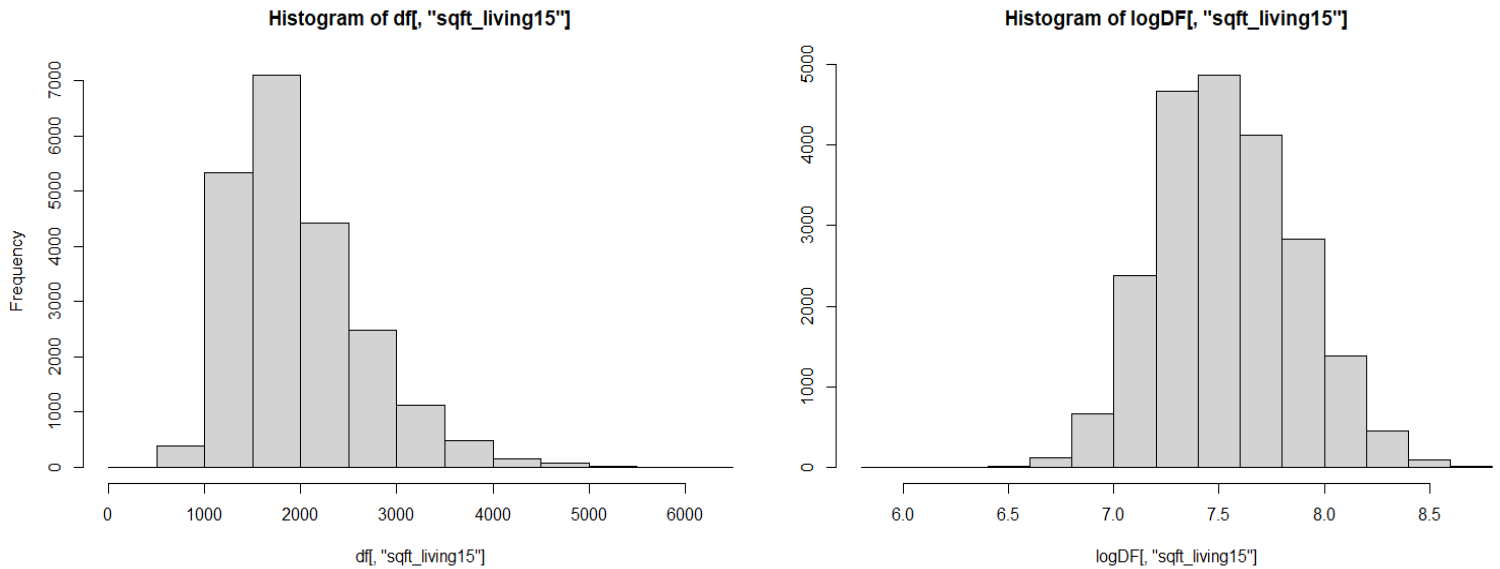 Histogram of df[, "sqft_living15"]
Frequency
7000
6000
5000
4000
3000
2000
1000
0
0 1000 2000 3000 4000 5000 6000
df[, "sqft_living15"]
Histogram of logDF[, "sqft_living15"]
5000
4000
3000
2000
1000
0
6.0 6.5 7.0 7.5 8.0 8.5
logDF[, "sqft_living15"]